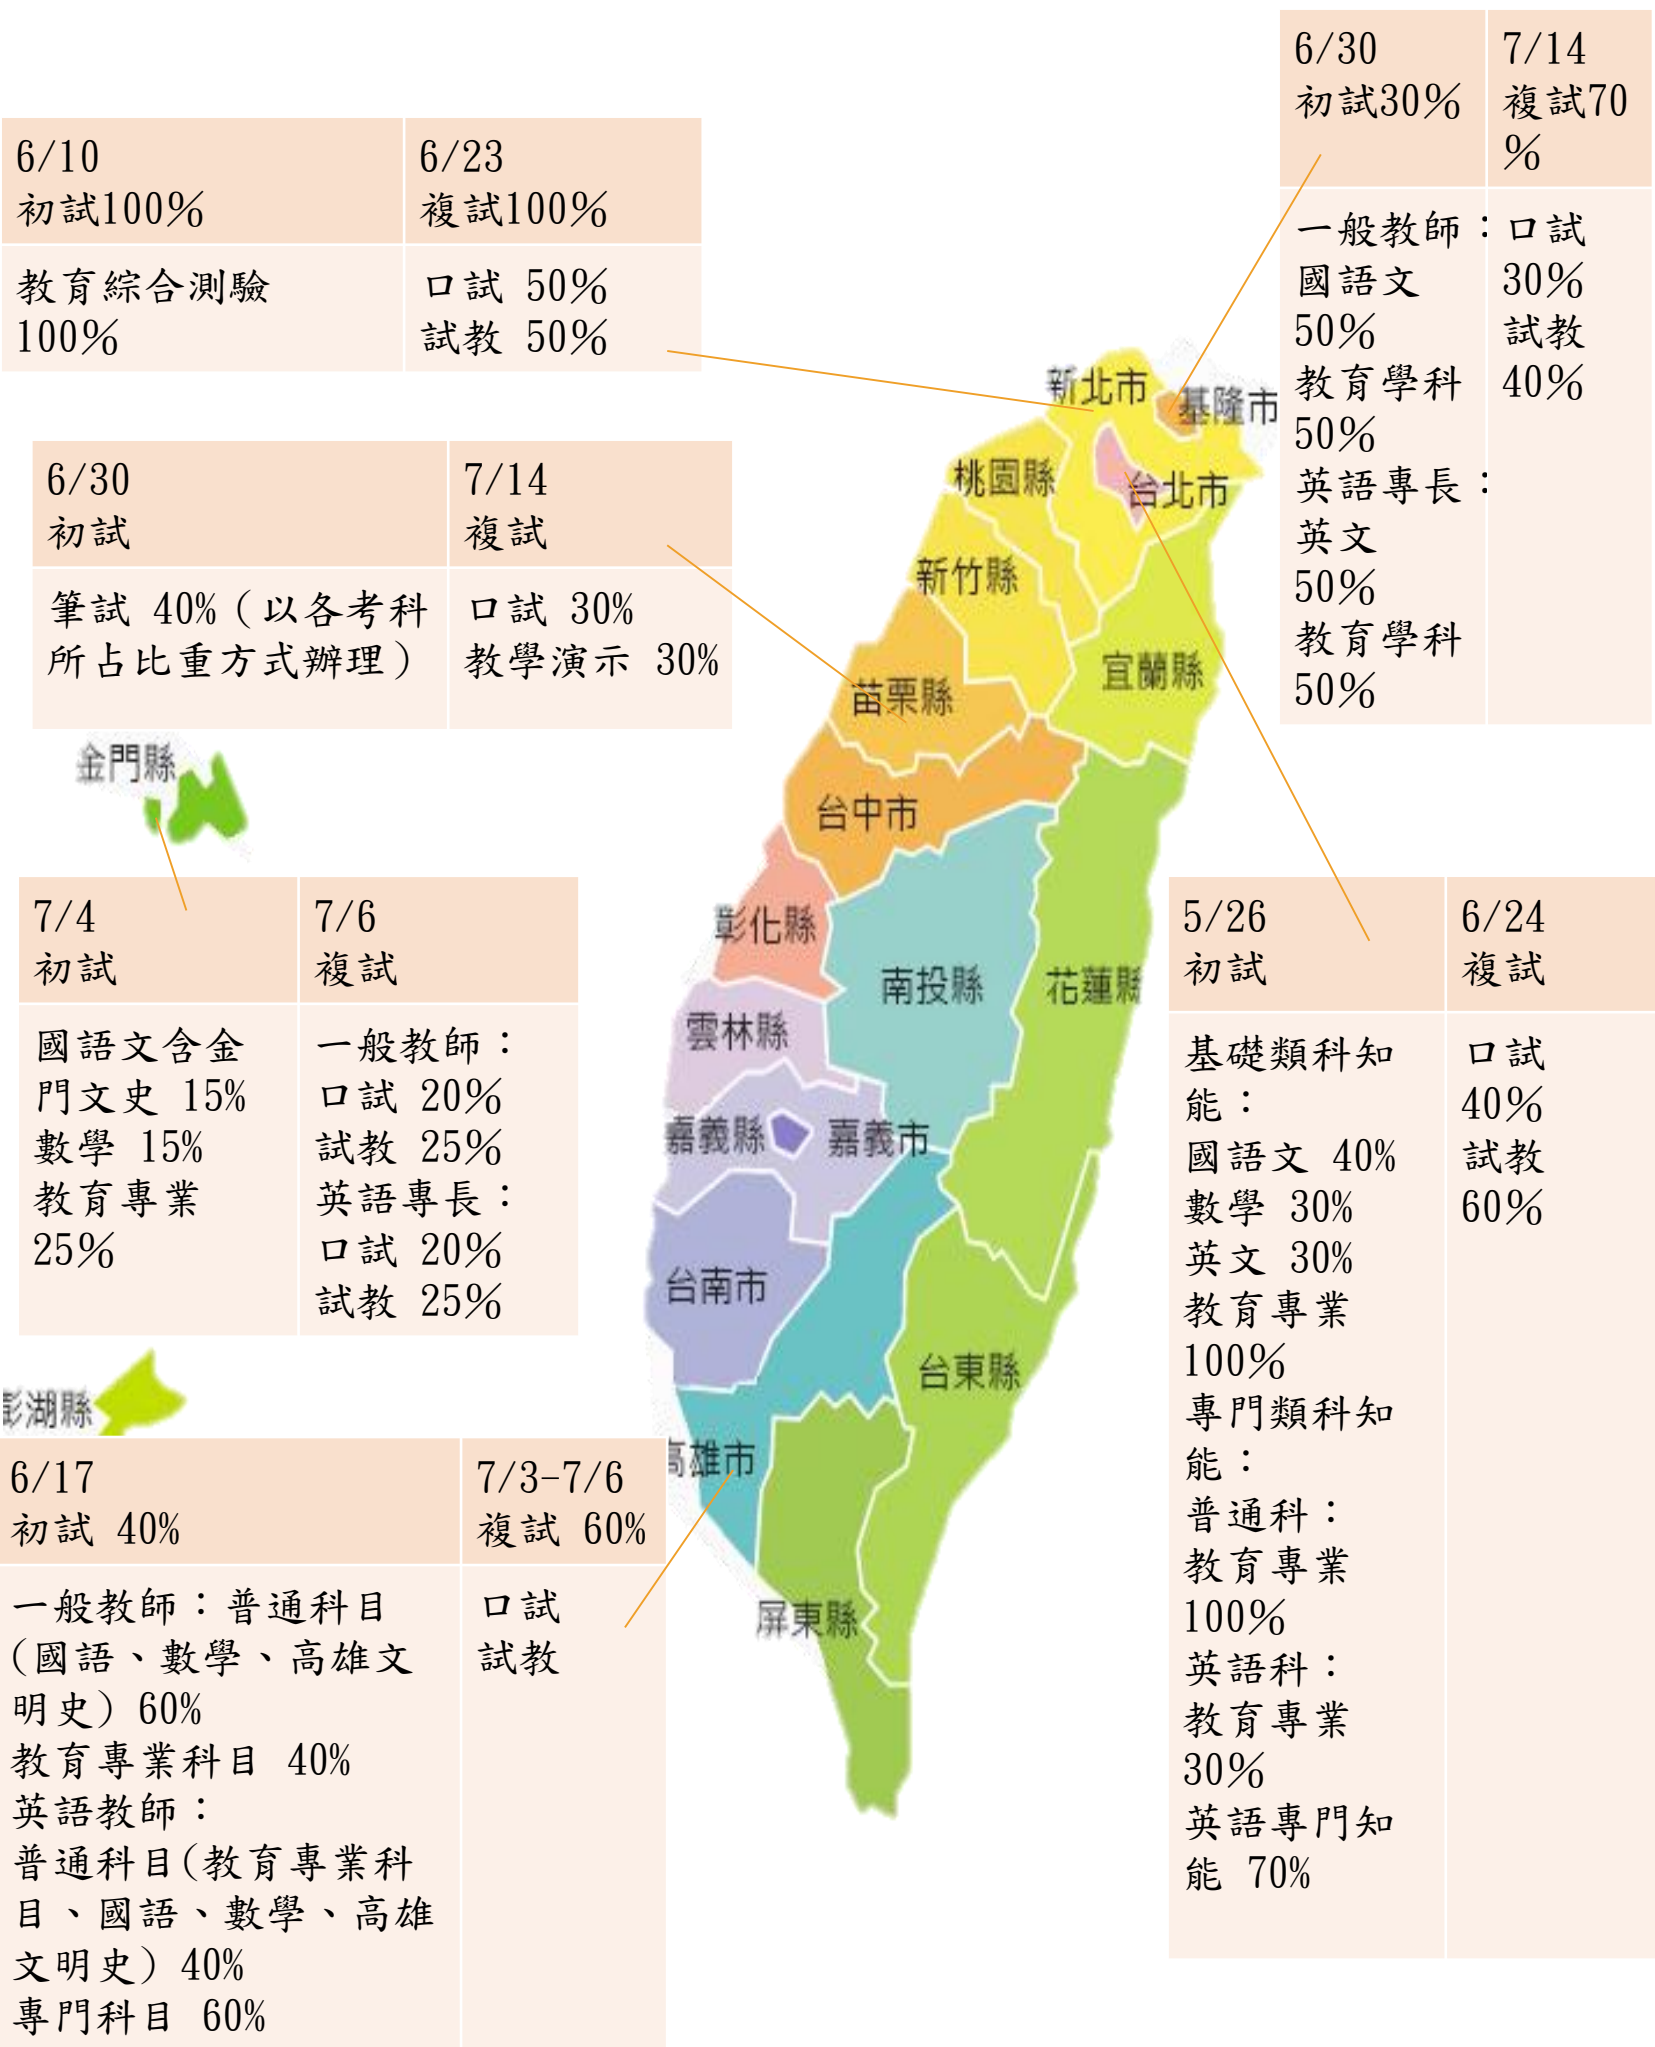 6/30
初試30%
7/14
複試70
%
一般教師：
國語文
50%
教育學科
50%
英語專長：
英文
50%
教育學科
50%
口試
30%
試教
40%
6/10
初試100%
6/23
複試100%
教育綜合測驗
100%
口試 50%
試教 50%
6/30
初試
7/14
複試
筆試 40%（以各考科
所占比重方式辦理）
口試 30%
教學演示 30%
新北市
基隆市
桃園縣
台北市
新竹縣
宜蘭縣
苗栗縣
金門縣
台中市
彰化縣
南投縣
花蓮縣
雲林縣
嘉義縣
嘉義市
台南市
台東縣
澎湖縣
高雄市
屏東縣
7/4
初試
7/6
複試
國語文含金
門文史 15%
數學 15%
教育專業
25%
一般教師：
口試 20%
試教 25%
英語專長：
口試 20%
試教 25%
5/26
初試
6/24
複試
基礎類科知
能：
國語文 40%
數學 30%
英文 30%
教育專業
100%
專門類科知
能：
普通科：
教育專業
100%
英語科：
教育專業
30%
英語專門知
能 70%
口試
40%
試教
60%
6/17
初試 40%
7/3-7/6
複試 60%
一般教師：普通科目
(國語、數學、高雄文
明史) 60%
教育專業科目 40%
英語教師：
普通科目(教育專業科
目、國語、數學、高雄
文明史) 40%
專門科目 60%
口試
試教